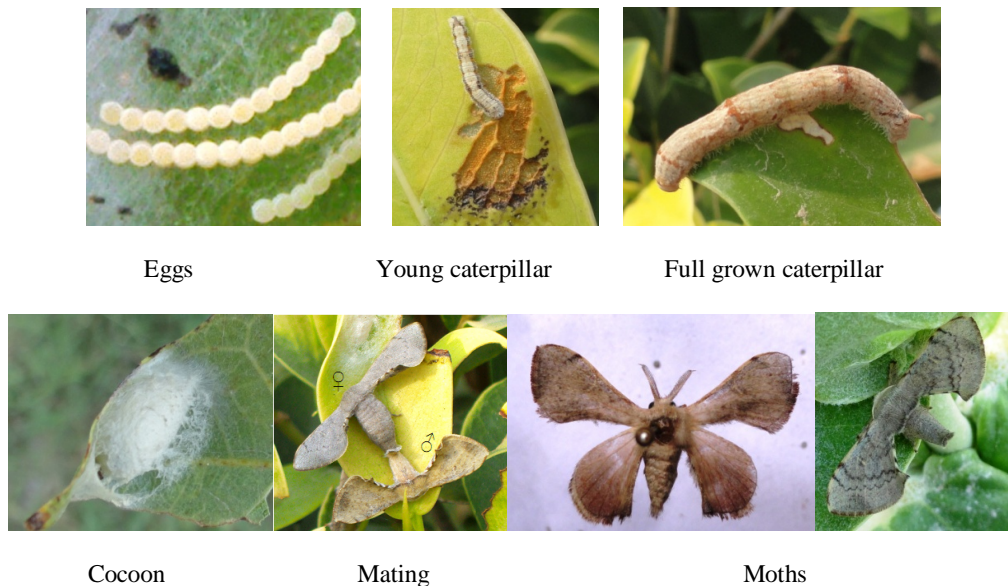 Eggs
Young caterpillar
Full grown caterpillar
♀
♂
Cocoon
Mating
Moths